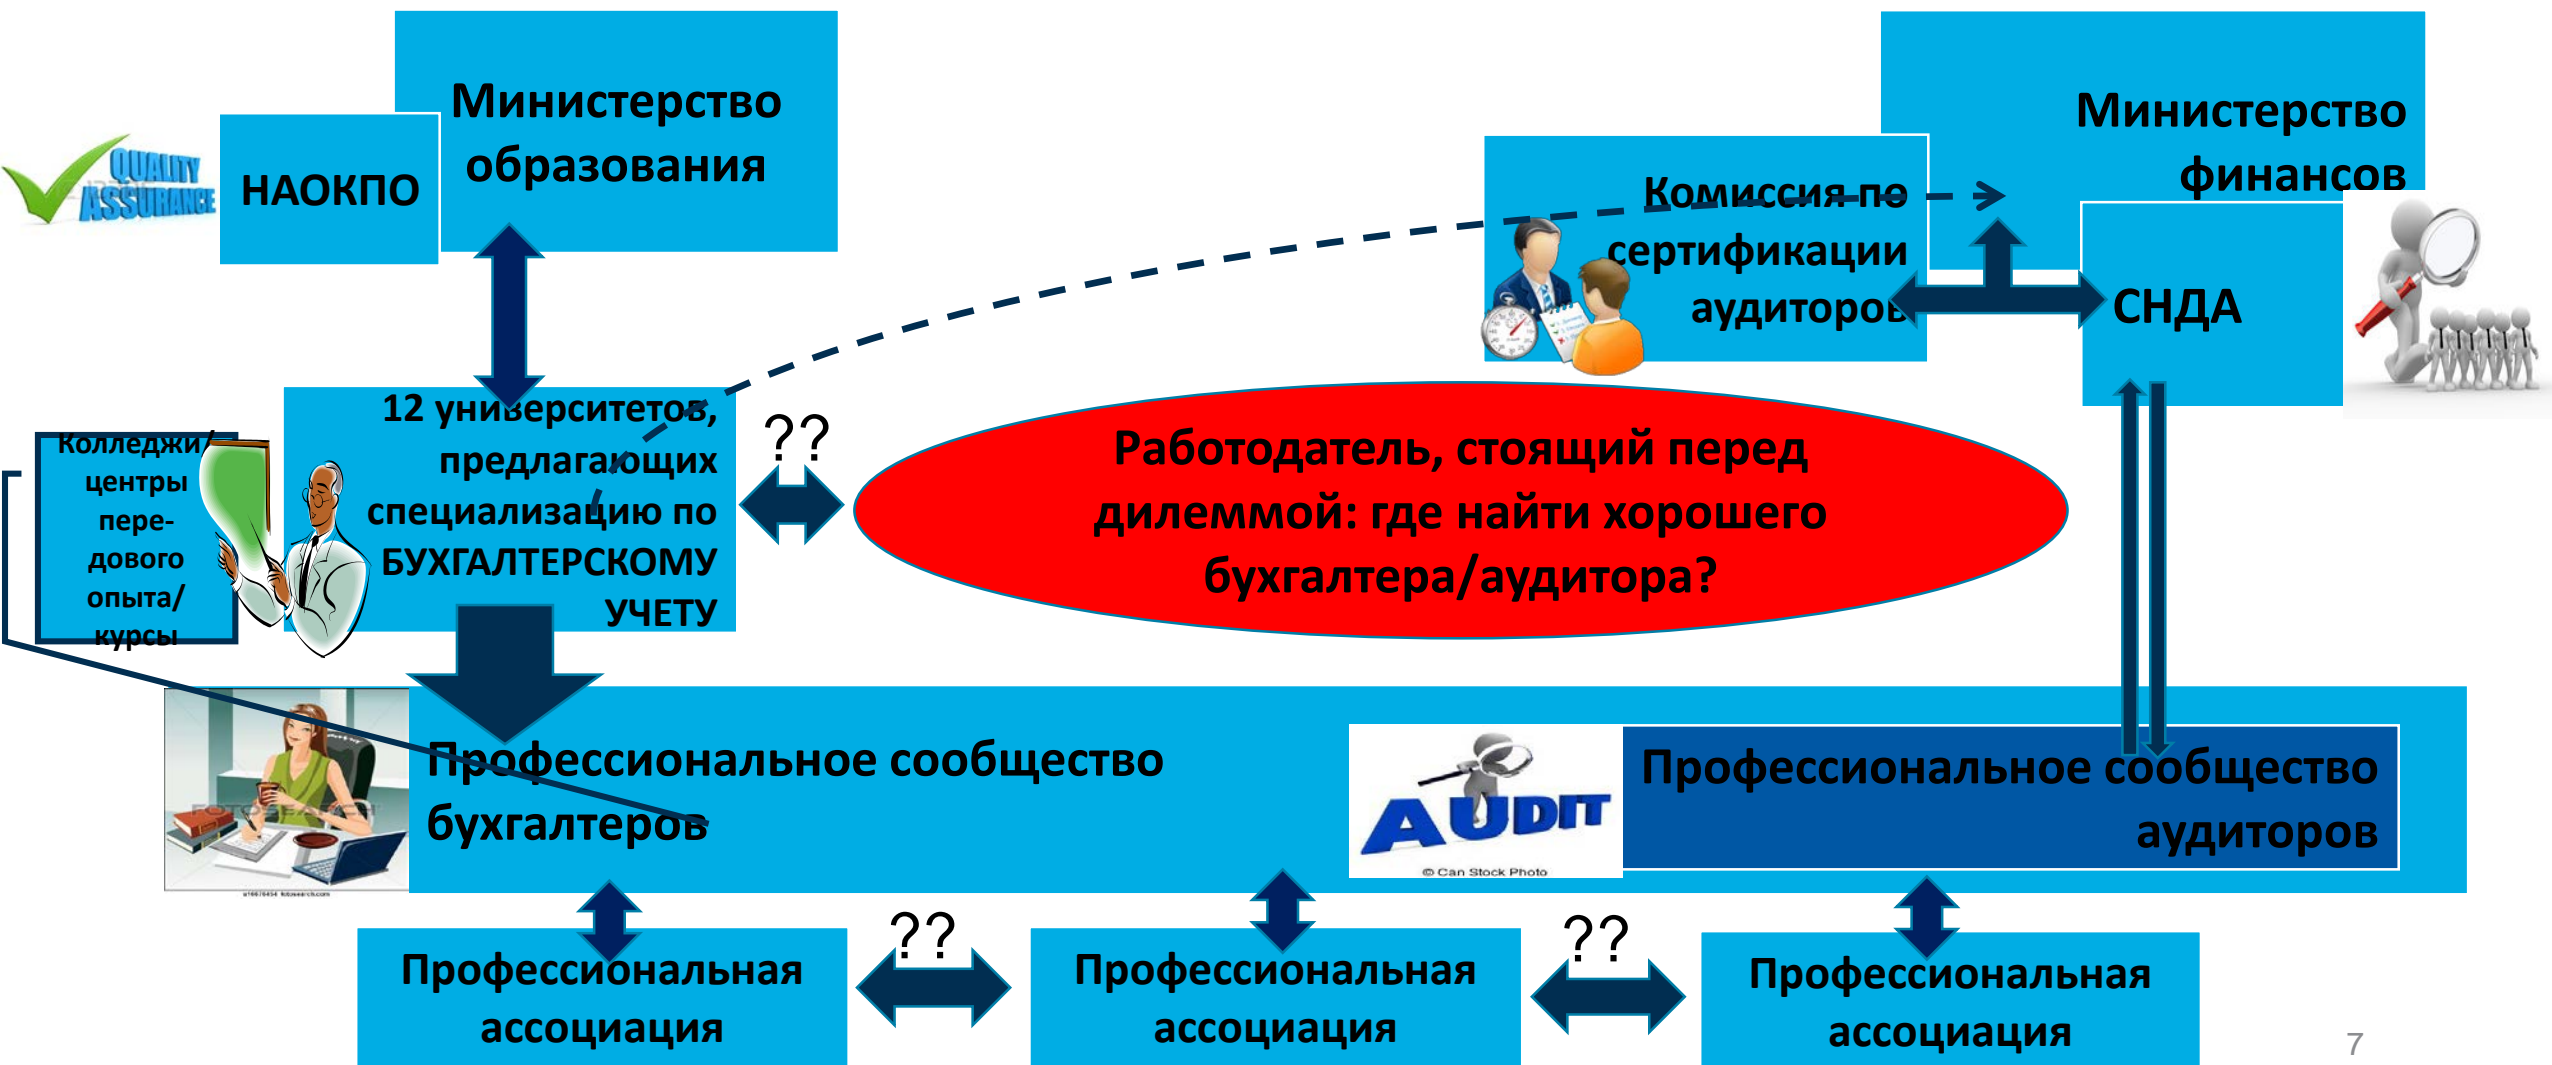 Министерство
образования
НАОКПО
QUALITY
ASSURANCE
Министерство
финансов
Комиссия по
сертификации
аудиторов
СНДА
12 университетов,
предлагающих
специализацию по
БУХГАЛТЕРСКОМУ
УЧЕТУ
Колледжи/
центры
пере-
дового
опыта/
курсы
??
Работодатель, стоящий перед
дилеммой: где найти хорошего
бухгалтера/аудитора?
Профессиональное сообщество
бухгалтеров
FOTOSEARCH
AUDIT
© Can Stock Photo
Профессиональное сообщество
аудиторов
Профессиональная
ассоциация
??
Профессиональная
ассоциация
??
Профессиональная
ассоциация
7